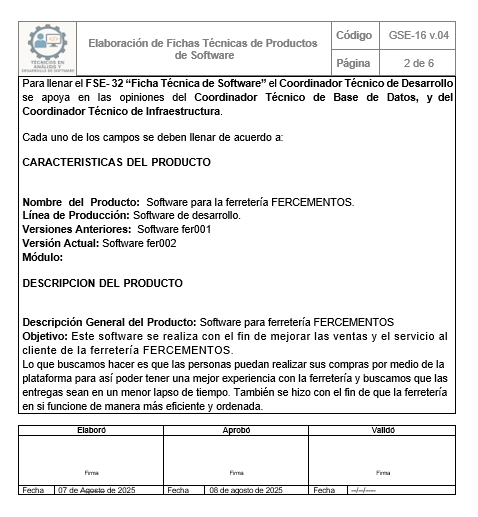 TÉCNICOS EN
ANÁLISIS Y
DESARROLLO DE SOFTWARE
Elaboración de Fichas Técnicas de Productos
de Software
Código
GSE-16 v.04
Página
2 de 6
Para llenar el FSE- 32 “Ficha Técnica de Software” el Coordinador Técnico de Desarrollo
se apoya en las opiniones del Coordinador Técnico de Base de Datos, y del
Coordinador Técnico de Infraestructura.
Cada uno de los campos se deben llenar de acuerdo a:
CARACTERISTICAS DEL PRODUCTO
Nombre del Producto: Software para la ferretería FERCEMENTOS.
Línea de Producción: Software de desarrollo.
Versiones Anteriores: Software fer001
Versión Actual: Software fer002
Módulo:
DESCRIPCION DEL PRODUCTO
Descripción General del Producto: Software para ferretería FERCEMENTOS
Objetivo: Este software se realiza con el fin de mejorar las ventas y el servicio al
cliente de la ferretería FERCEMENTOS.
Lo que buscamos hacer es que las personas puedan realizar sus compras por medio de la
plataforma para así poder tener una mejor experiencia con la ferretería y buscamos que las
entregas sean en un menor lapso de tiempo. También se hizo con el fin de que la ferretería
en si funcione de manera más eficiente y ordenada.
Elaboró Aprobó Validó
Firma Firma Firma
Fecha 07 de Agosto de 2025 Fecha 08 de agosto de 2025 Fecha --/--/----